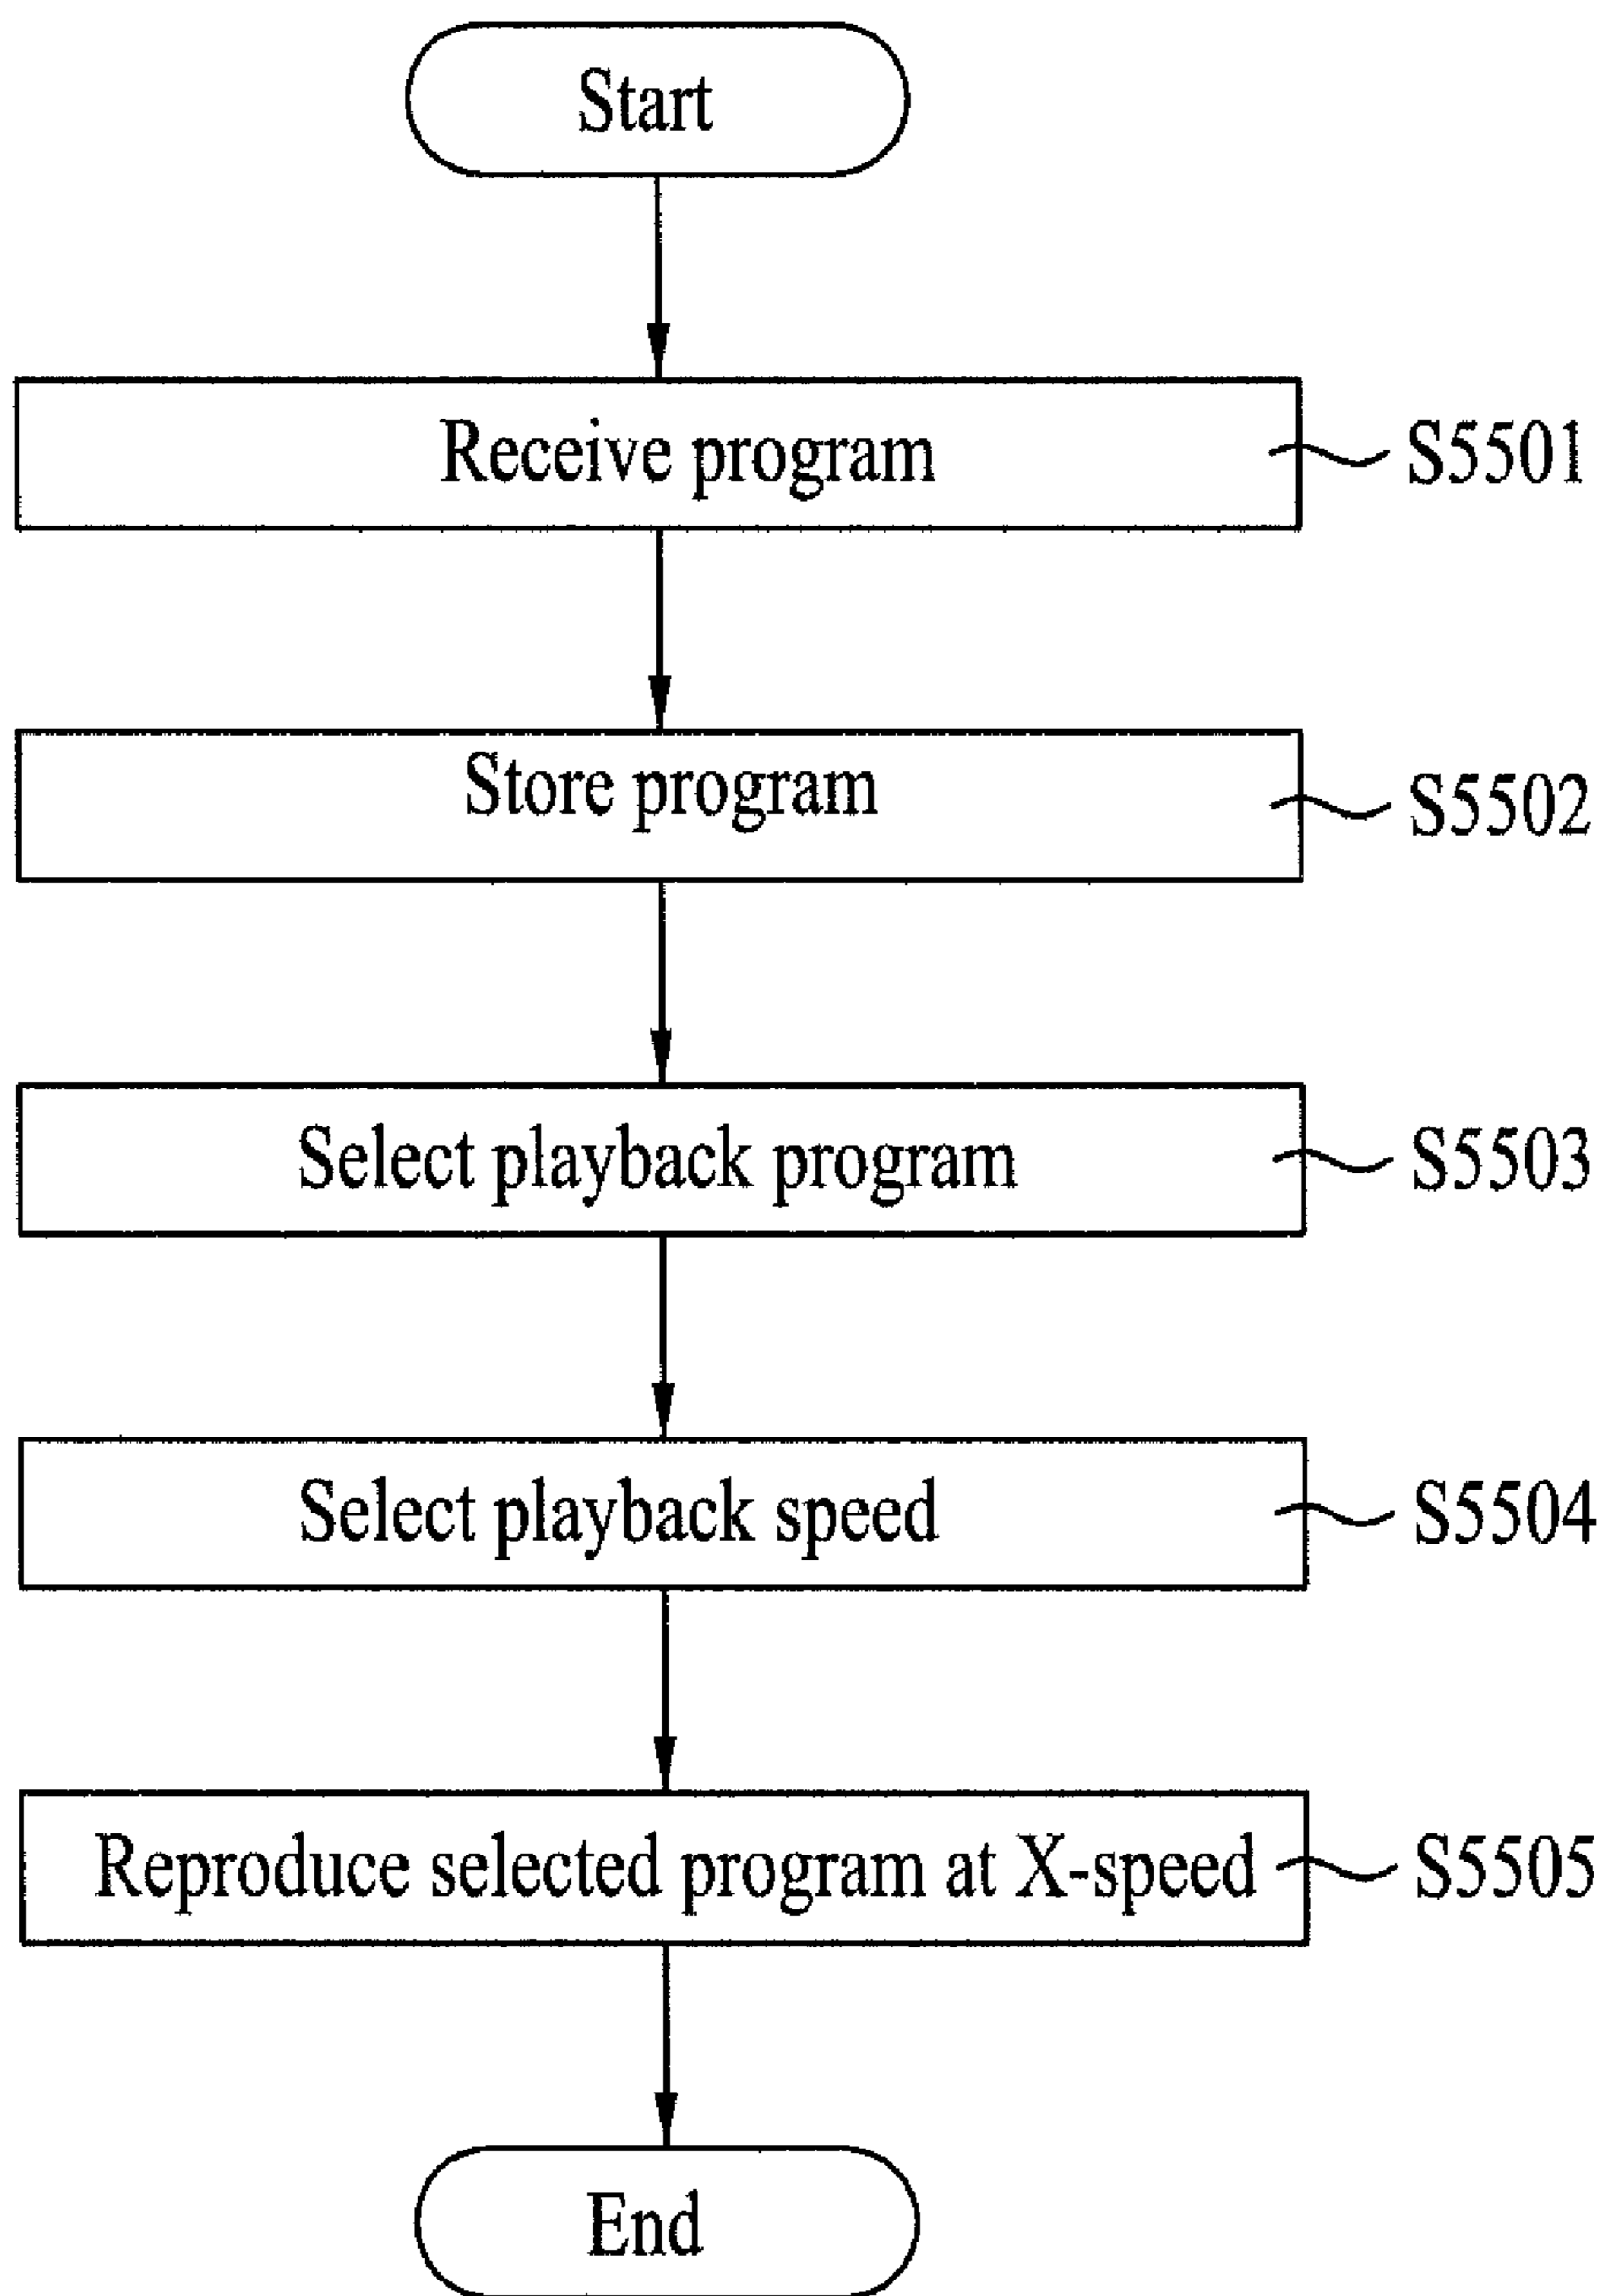 Start
Receive program S5501
Store program S5502
Select playback program S5503
Select playback speed S5504
Reproduce selected program at X-speed S5505
End